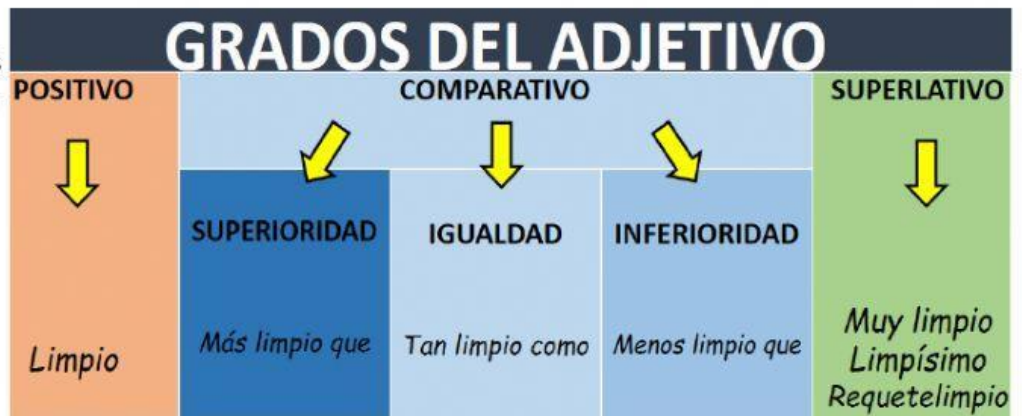 GRADOS DEL ADJETIVO
POSITIVO
COMPARATIVO
SUPERLATIVO
SUPERIORIDAD
IGUALDAD
INFERIORIDAD
Limpio
Más limpio que
Tan limpio como
Menos limpio que
Muy limpio
Limpísimo
Requetelimpio